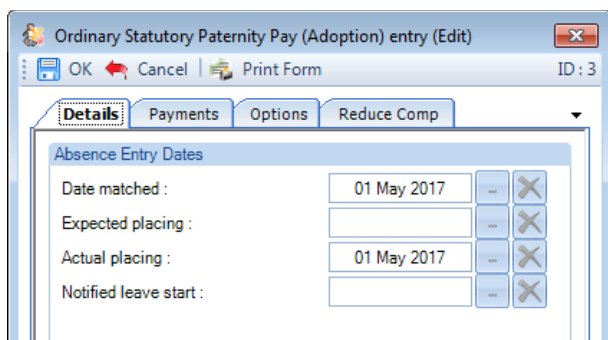 Ordinary Statutory Paternity Pay (Adoption) entry (Edit)
OK Cancel Print Form ID : 3
Details Payments Options Reduce Comp
Absence Entry Dates
Date matched : 01 May 2017 ...
Expected placing : ...
Actual placing : 01 May 2017 ...
Notified leave start : ...